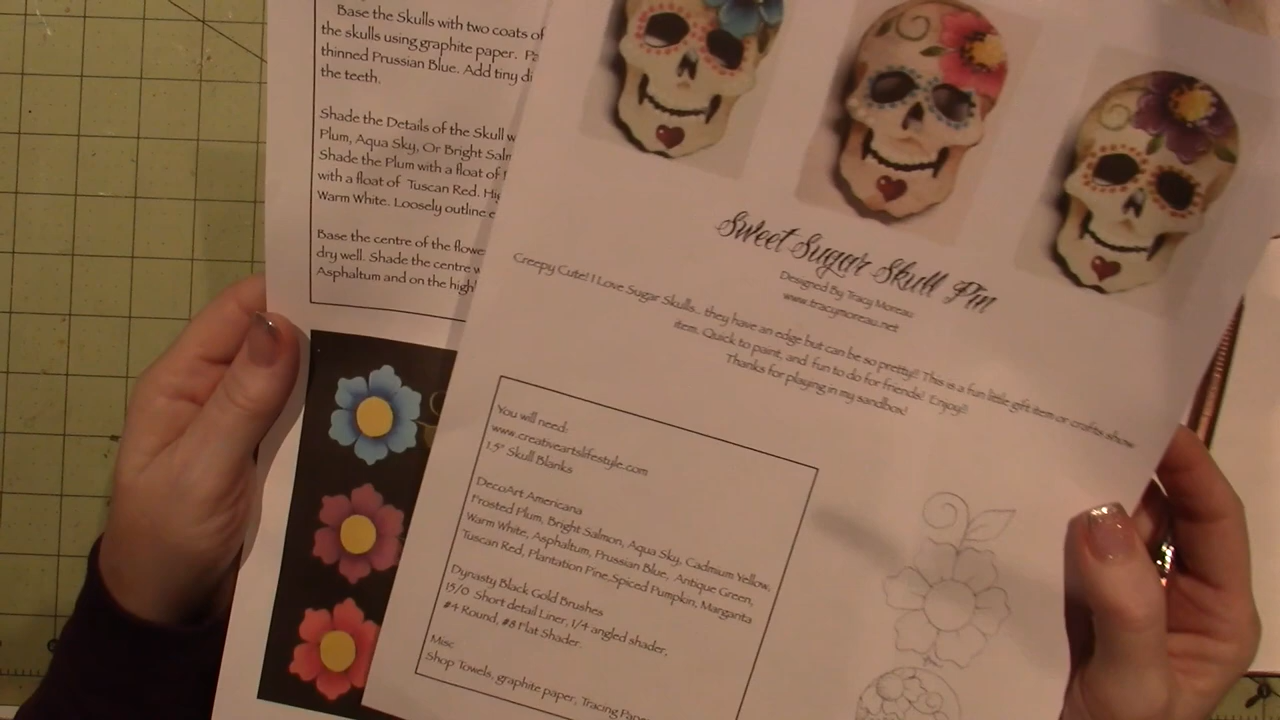 Base the Skulls with two coats of
the skulls using graphite paper.
thinned Prussian Blue. Add tiny
the teeth.
Shade the Details of the Skull
Plum, Aqua Sky, Or Bright
Shade the Plum with a float of
with a float of Tuscan Red.
Warm White. Loosely outline
Base the centre of the
dry well. Shade the centre
Asphaltum and on the
Sweet Sugar Skull Pin
Designed By Tracy Moreau
www.tracymoreau.net
Creepy Cute! I Love Sugar Skulls... they have an edge but can be so pretty!! This is a fun little gift item or crafts show
item. Quick to paint, and fun to do for friends! Enjoy!!
Thanks for playing in my sandbox!
You will need:
www.creativeartslifestyle.com
1.5" Skull Blanks
DecoArt Americana
Frosted Plum, Bright Salmon, Aqua Sky, Cadmium Yellow,
Warm White, Asphaltum, Prussian Blue, Antique Green,
Tuscan Red, Plantation Pine, Spiced Pumpkin, Margarita
Dynasty Black Gold Brushes
15/0 Short detail Liner, 1/4 angled shader,
#4 Round, #8 Flat Shader.
Misc
Shop Towels, graphite paper, Tracing